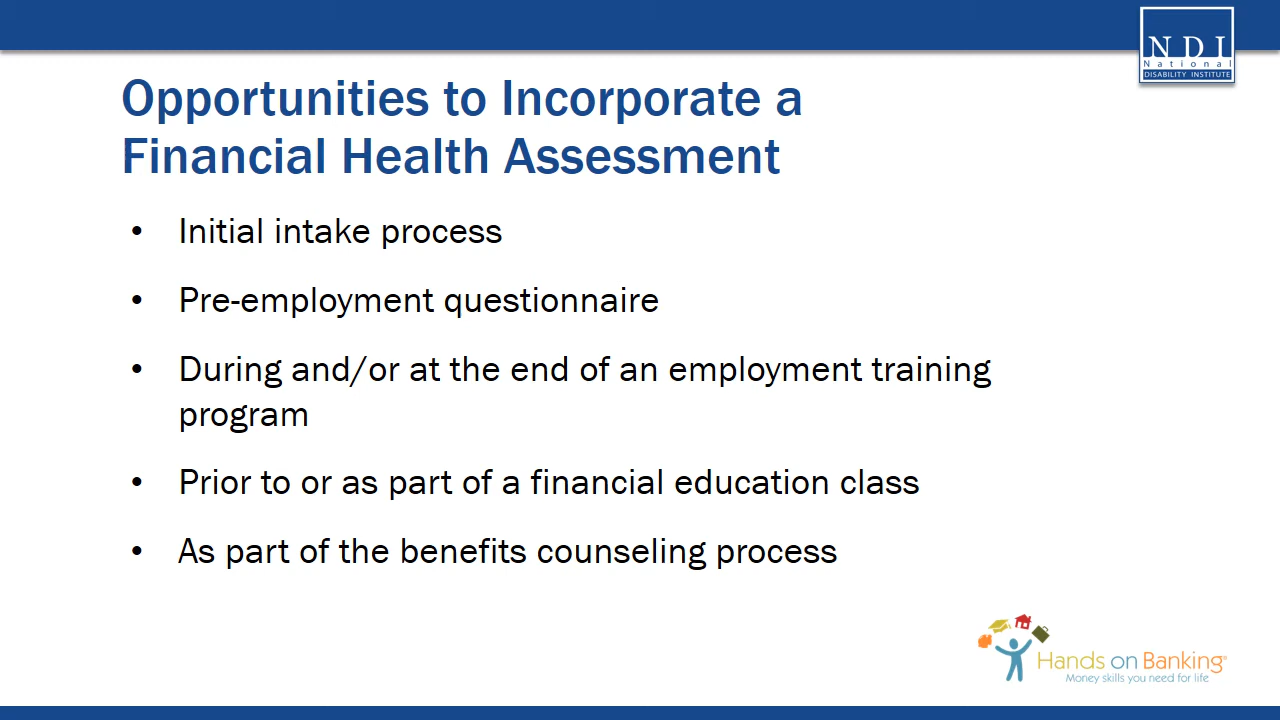 NDI
National
DISABILITY INSTITUTE
Opportunities to Incorporate a
Financial Health Assessment
• Initial intake process
• Pre-employment questionnaire
• During and/or at the end of an employment training
program
• Prior to or as part of a financial education class
• As part of the benefits counseling process
Hands on Banking®
Money skills you need for life